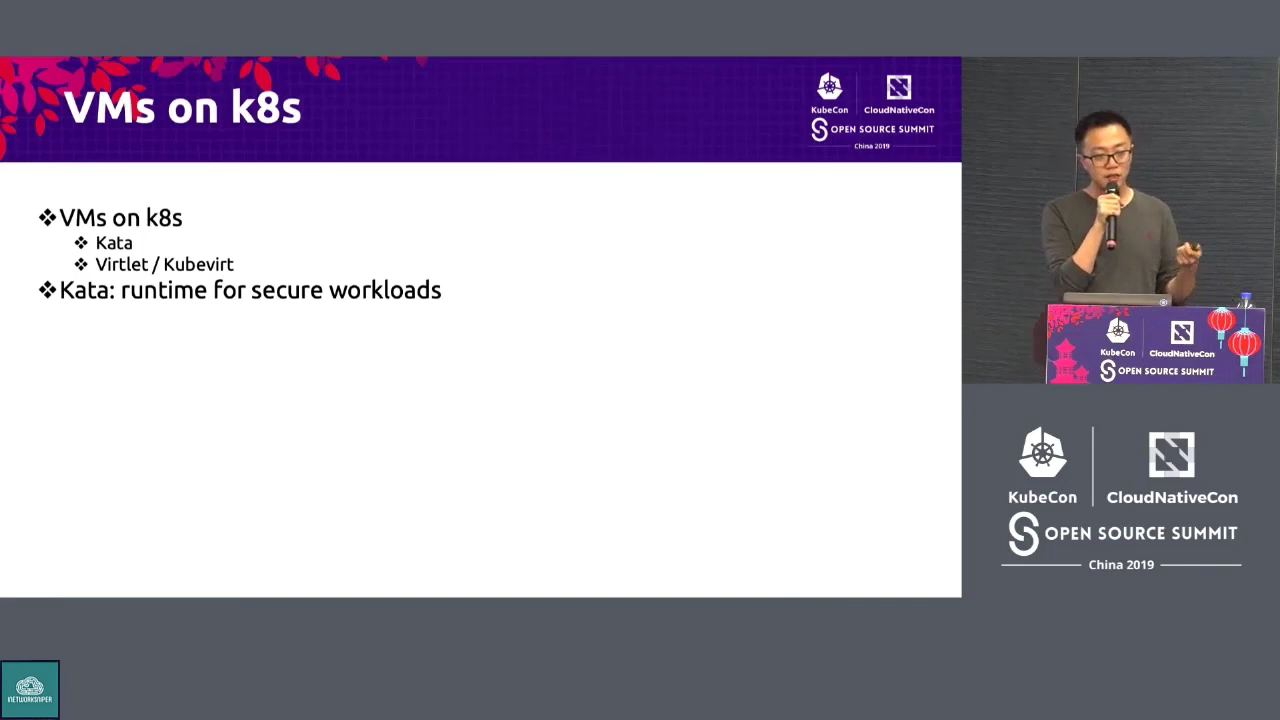 VMs on k8s
KubeCon
CloudNativeCon
OPEN SOURCE SUMMIT
China 2019
❖VMs on k8s
❖ Kata
❖ Virtlet / Kubevirt
❖Kata: runtime for secure workloads
KubeCon
CloudNativeCon
OPEN SOURCE SUMMIT
KubeCon
CloudNativeCon
OPEN SOURCE SUMMIT
China 2019
INETWORKSNIPER